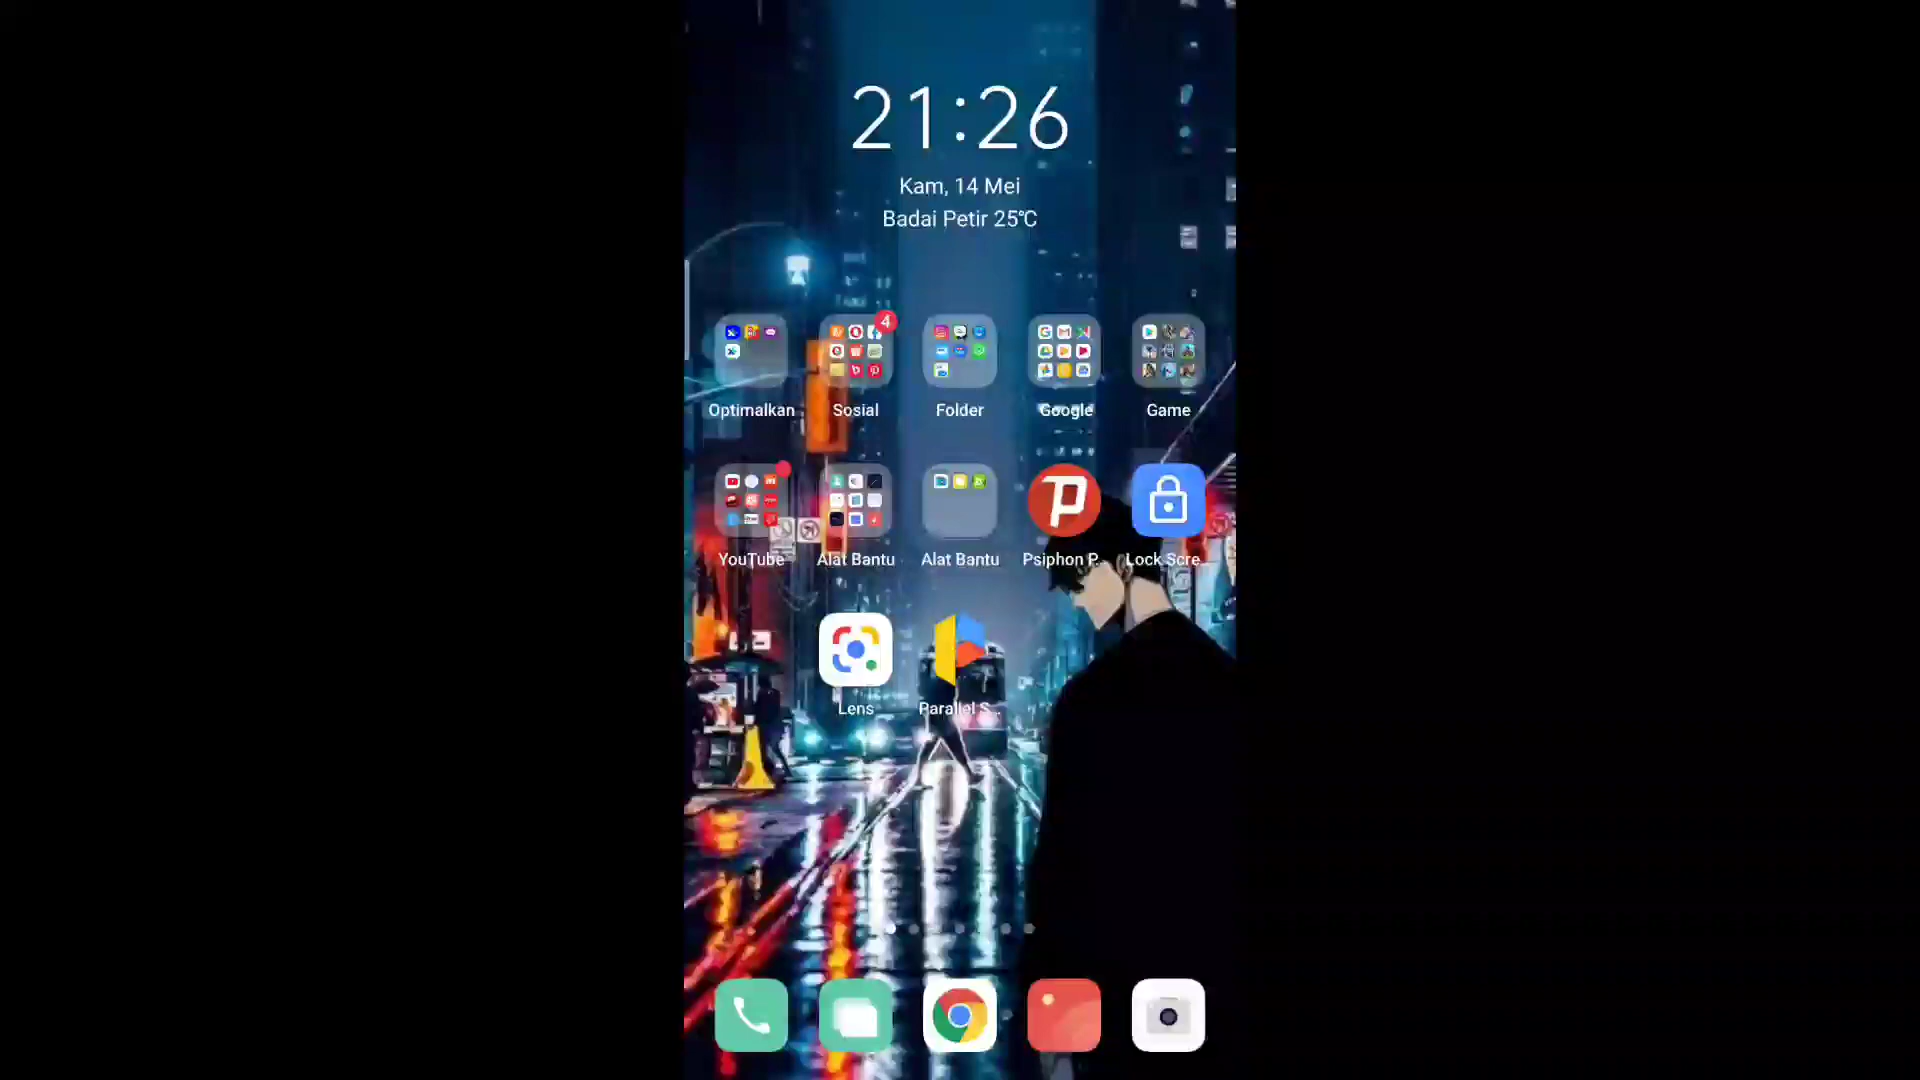 21:26
Kam, 14 Mei
Badai Petir 25℃
4
Optimalkan
Sosial
Folder
Google
Game
YouTube
Alat Bantu
Alat Bantu
Psiphon P...
Lock Scre...
Lens
Parallel S...